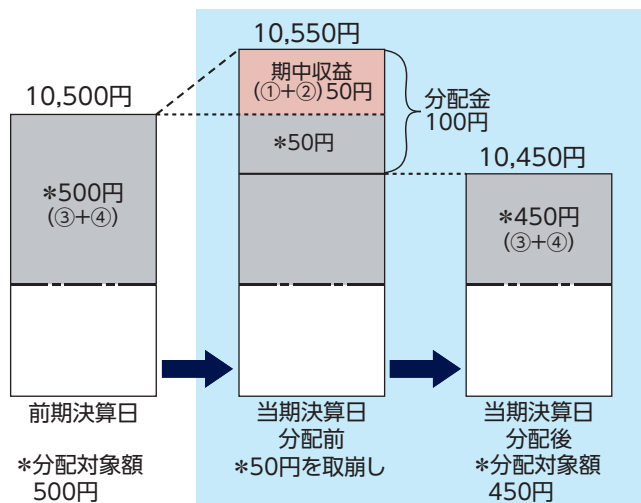 10,550円
期中収益
(①+②)50円
分配金
100円
10,500円
*50円
10,450円
*500円
(③+④)
*450円
(③+④)
前期決算日
当期決算日
分配前
当期決算日
分配後
*分配対象額
500円
*50円を取崩し
*分配対象額
450円